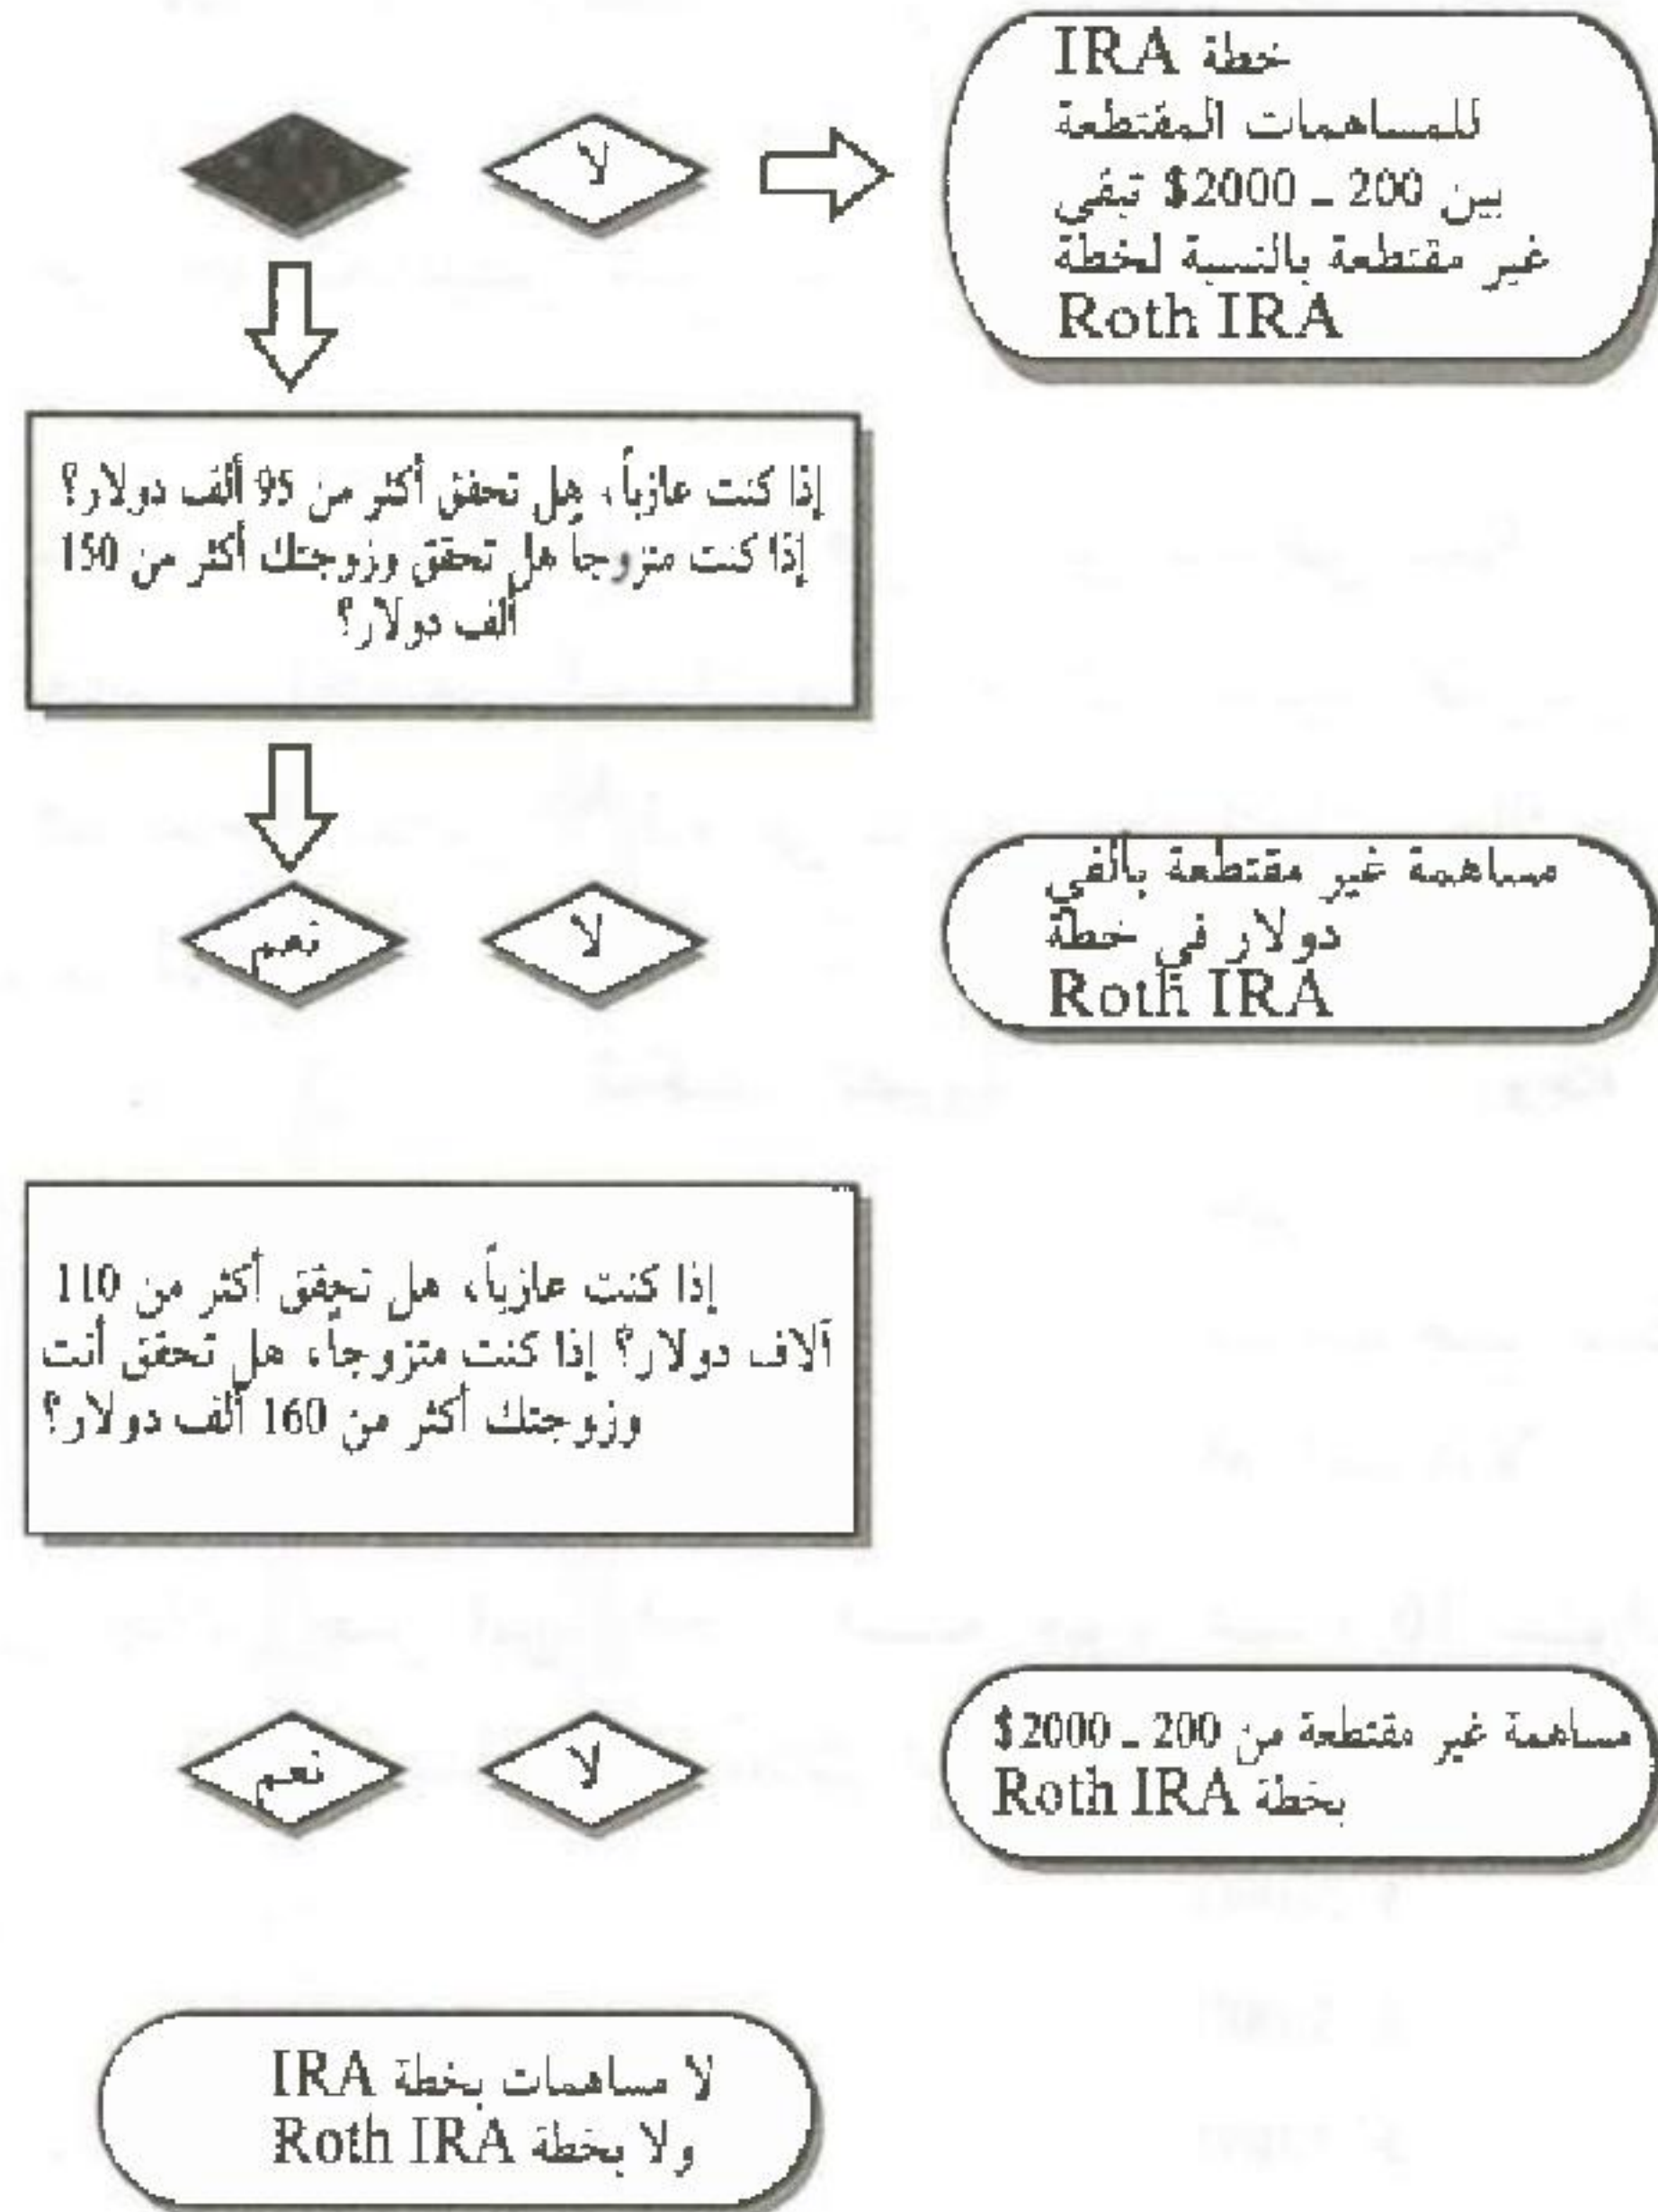 لا
خطة IRA
للمساهمات المقتطعة
بين 200 - 2000$ تبقى
غير مقتطعة بالنسبة لخطة
Roth IRA
إذا كنت عازباً، هل تحقق أكثر من 95 ألف دولار؟
إذا كنت متزوجاً هل تحقق وزوجتك أكثر من 150
ألف دولار؟
نعم
لا
مساهمة غير مقتطعة بألفي
دولار في خطة
Roth IRA
إذا كنت عازباً، هل تحقق أكثر من 110
آلاف دولار؟ إذا كنت متزوجاً، هل تحقق أنت
وزوجتك أكثر من 160 ألف دولار؟
نعم
لا
مساهمة غير مقتطعة من 200 - 2000$
بخطة Roth IRA
لا مساهمات بخطة IRA
ولا بخطة Roth IRA